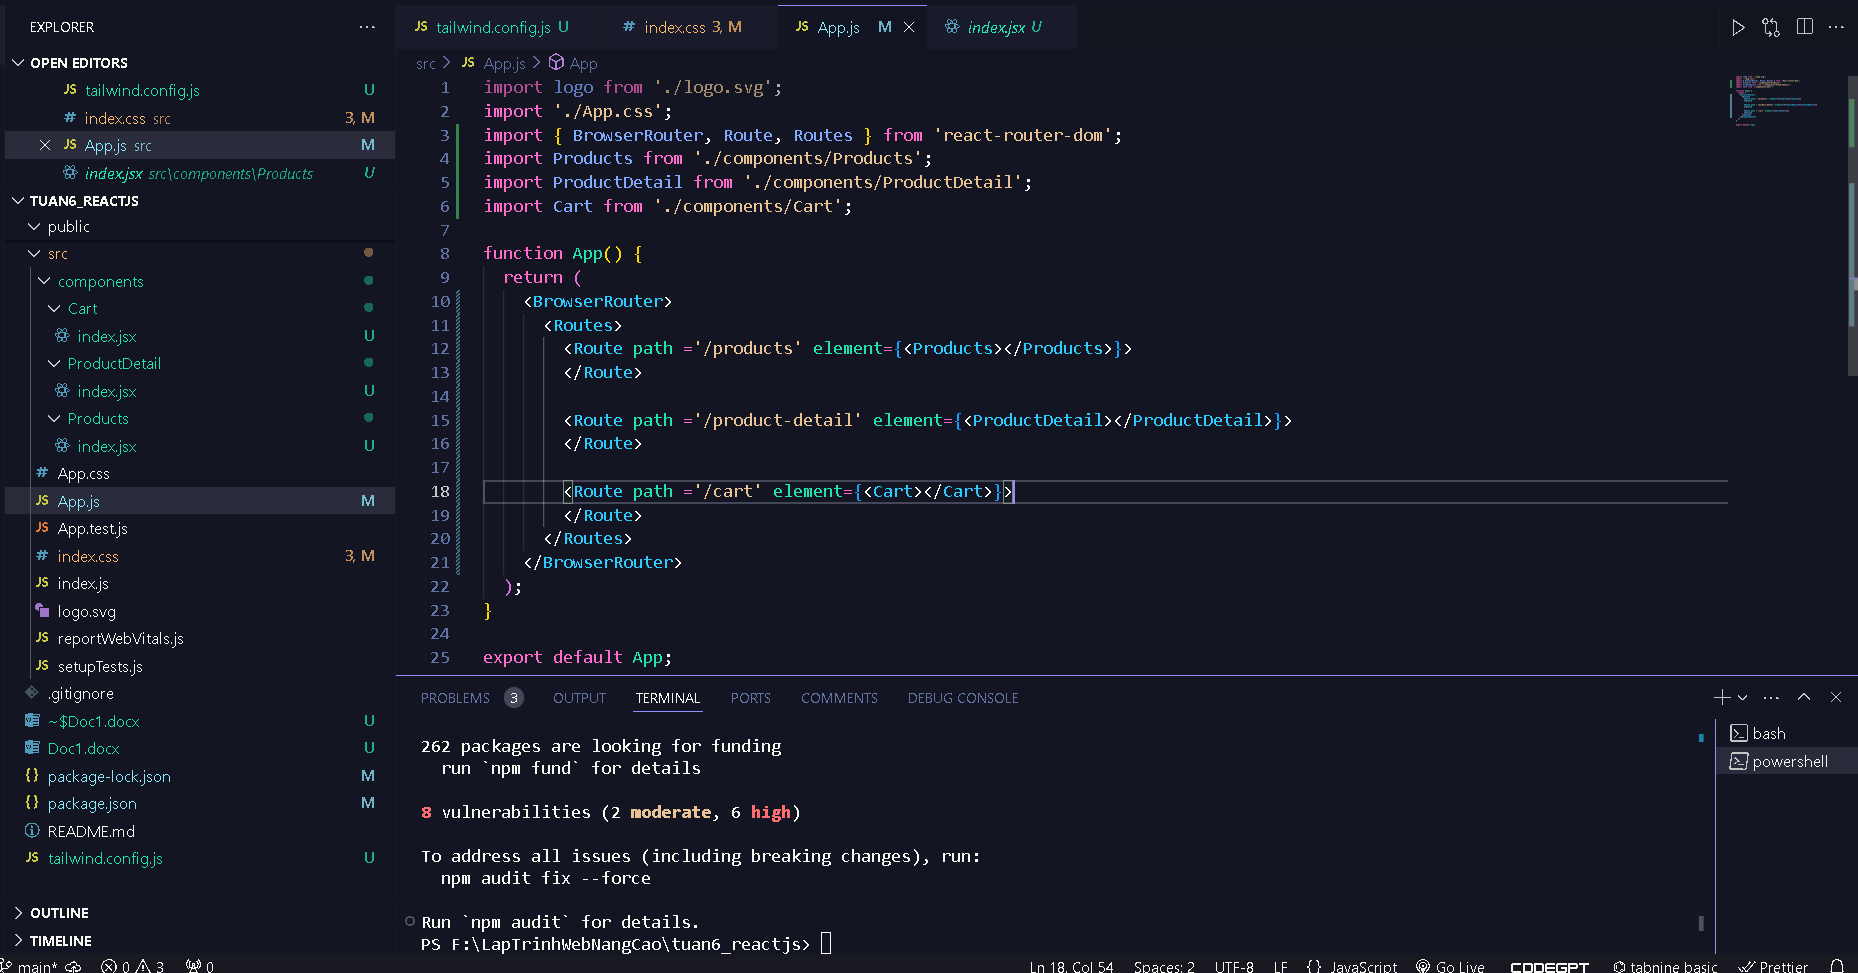 EXPLORER
OPEN EDITORS
JS tailwind.config.js U
# index.css src 3, M
JS App.js src M
index.jsx src\components\Products U
TUAN6_REACTJS
public
src
components
Cart
index.jsx U
ProductDetail
index.jsx U
Products
index.jsx U
# App.css
JS App.js M
JS App.test.js
# index.css 3, M
JS index.js
logo.svg
JS reportWebVitals.js
JS setupTests.js
.gitignore
~$Doc1.docx U
Doc1.docx U
{} package-lock.json M
{} package.json M
README.md
JS tailwind.config.js U
OUTLINE
TIMELINE
JS tailwind.config.js U # index.css 3, M JS App.js M index.jsx U
src > JS App.js > App
1 import logo from './logo.svg';
2 import './App.css';
3 import { BrowserRouter, Route, Routes } from 'react-router-dom';
4 import Products from './components/Products';
5 import ProductDetail from './components/ProductDetail';
6 import Cart from './components/Cart';
7
8 function App() {
9 return (
10 <BrowserRouter>
11 <Routes>
12 <Route path ='/products' element={<Products></Products>}>
13 </Route>
14
15 <Route path ='/product-detail' element={<ProductDetail></ProductDetail>}>
16 </Route>
17
18 <Route path ='/cart' element={<Cart></Cart>}>
19 </Route>
20 </Routes>
21 </BrowserRouter>
22 );
23 }
24
25 export default App;
PROBLEMS 3 OUTPUT TERMINAL PORTS COMMENTS DEBUG CONSOLE
262 packages are looking for funding
run `npm fund` for details
8 vulnerabilities (2 moderate, 6 high)
To address all issues (including breaking changes), run:
npm audit fix --force
Run `npm audit` for details.
PS F:\LapTrinhWebNangCao\tuan6_reactjs>
bash
powershell
main* 0 3 0 Ln 18, Col 54 Spaces: 2 UTF-8 LF {} JavaScript Go Live CODEGPT tabnine basic Prettier